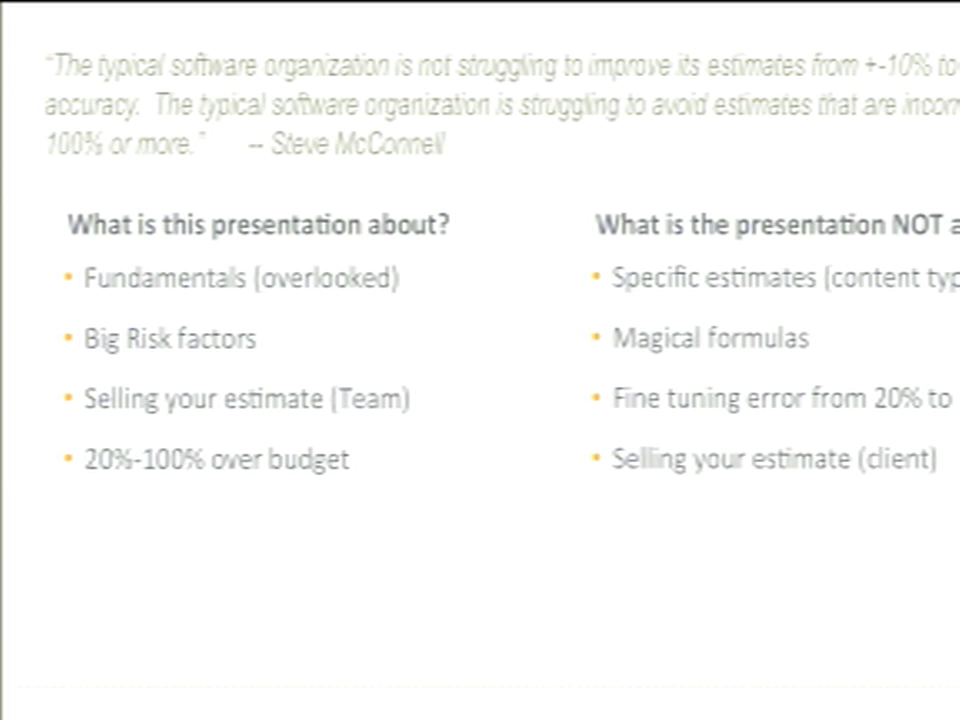 "The typical software organization is not struggling to improve its estimates from +-10% to
accuracy. The typical software organization is struggling to avoid estimates that are
100% or more." -- Steve McConnell
What is this presentation about?
• Fundamentals (overlooked)
• Big Risk factors
• Selling your estimate (Team)
• 20%-100% over budget
What is the presentation NOT
• Specific estimates (content
• Magical formulas
• Fine tuning error from 20% to
• Selling your estimate (client)